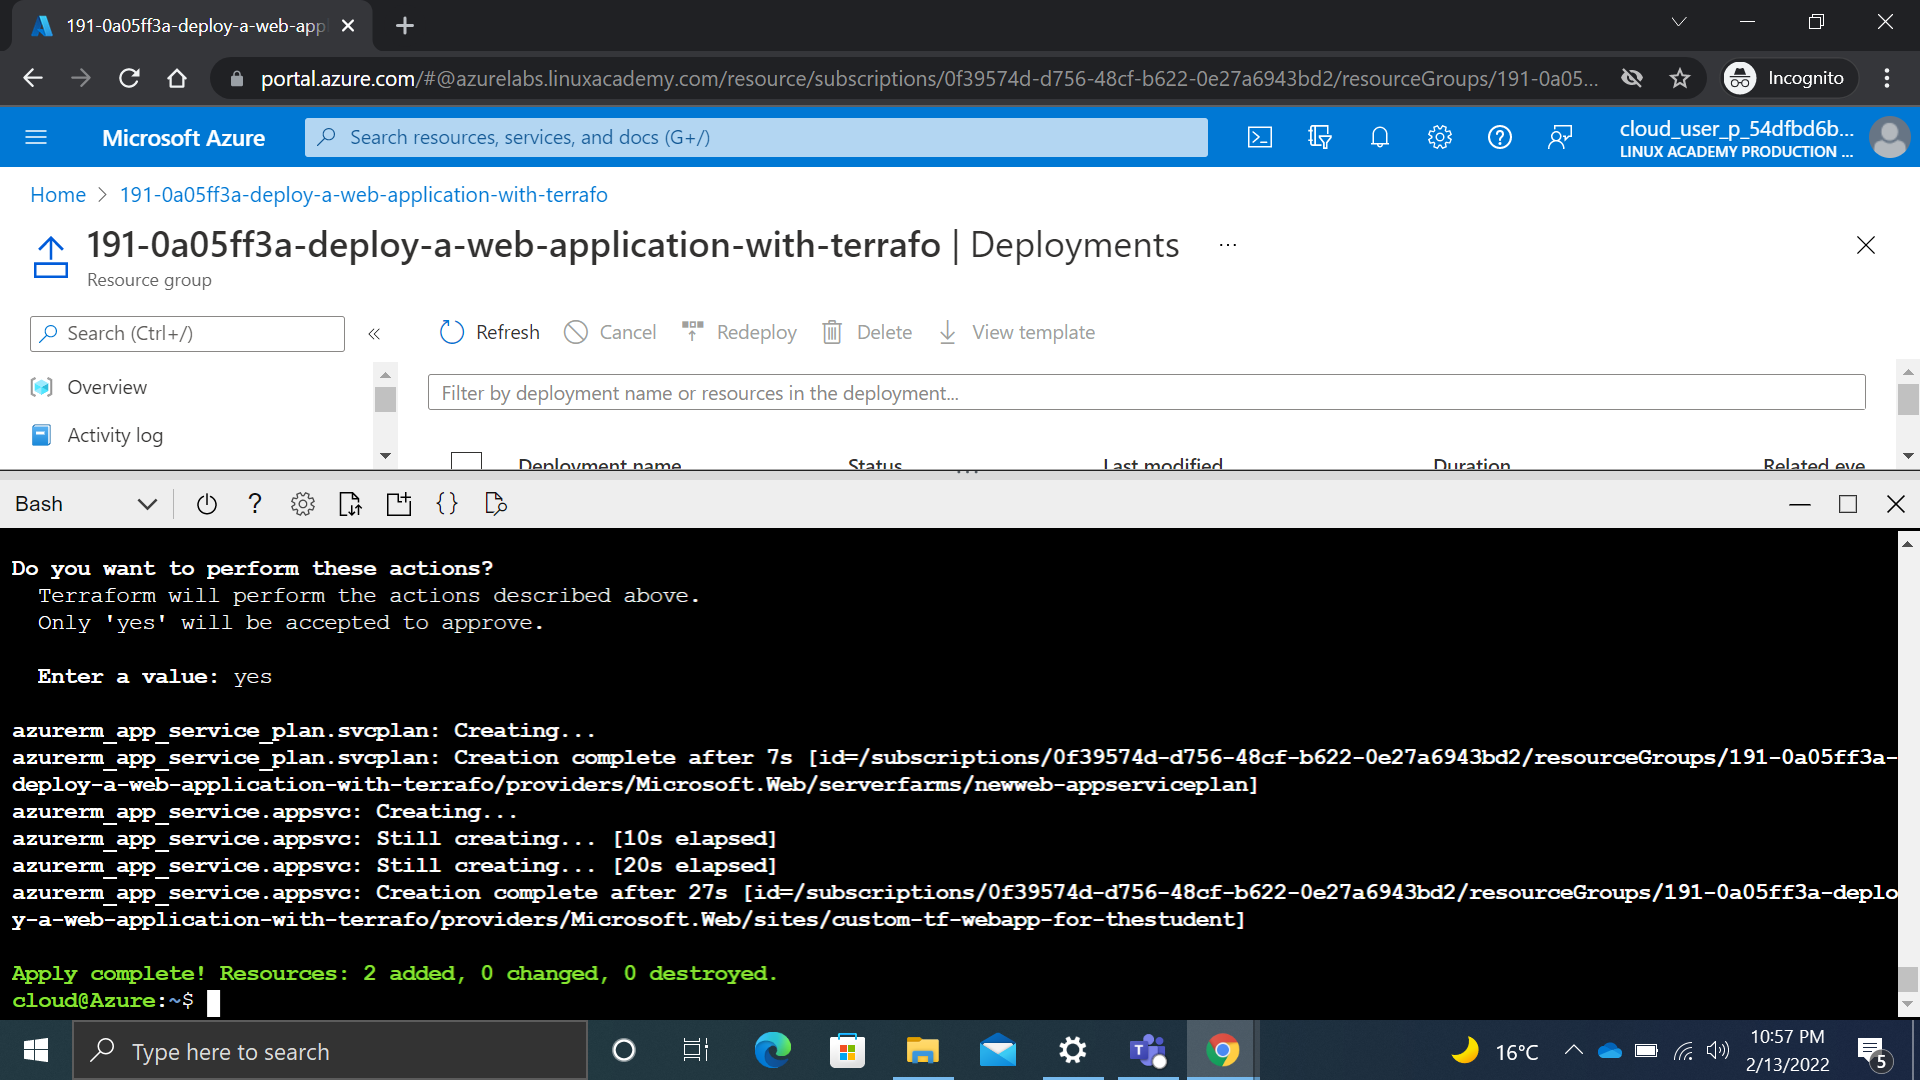 191-0a05ff3a-deploy-a-web-app
portal.azure.com/#@azurelabs.linuxacademy.com/resource/subscriptions/0f39574d-d756-48cf-b622-0e27a6943bd2/resourceGroups/191-0a05...
Incognito
Microsoft Azure
Search resources, services, and docs (G+/)
cloud_user_p_54dfbd6b...
LINUX ACADEMY PRODUCTION ...
Home > 191-0a05ff3a-deploy-a-web-application-with-terrafo
191-0a05ff3a-deploy-a-web-application-with-terrafo | Deployments ...
Resource group
Search (Ctrl+/)
Refresh Cancel Redeploy Delete View template
Overview
Filter by deployment name or resources in the deployment...
Activity log
Deployment name Status Last modified Duration Related eve
Bash
Do you want to perform these actions?
Terraform will perform the actions described above.
Only 'yes' will be accepted to approve.
Enter a value: yes
azurerm_app_service_plan.svcplan: Creating...
azurerm_app_service_plan.svcplan: Creation complete after 7s [id=/subscriptions/0f39574d-d756-48cf-b622-0e27a6943bd2/resourceGroups/191-0a05ff3a-
deploy-a-web-application-with-terrafo/providers/Microsoft.Web/serverfarms/newweb-appserviceplan]
azurerm_app_service.appsvc: Creating...
azurerm_app_service.appsvc: Still creating... [10s elapsed]
azurerm_app_service.appsvc: Still creating... [20s elapsed]
azurerm_app_service.appsvc: Creation complete after 27s [id=/subscriptions/0f39574d-d756-48cf-b622-0e27a6943bd2/resourceGroups/191-0a05ff3a-deplo
y-a-web-application-with-terrafo/providers/Microsoft.Web/sites/custom-tf-webapp-for-thestudent]
Apply complete! Resources: 2 added, 0 changed, 0 destroyed.
cloud@Azure:~$
Type here to search
16°C
10:57 PM
2/13/2022
5